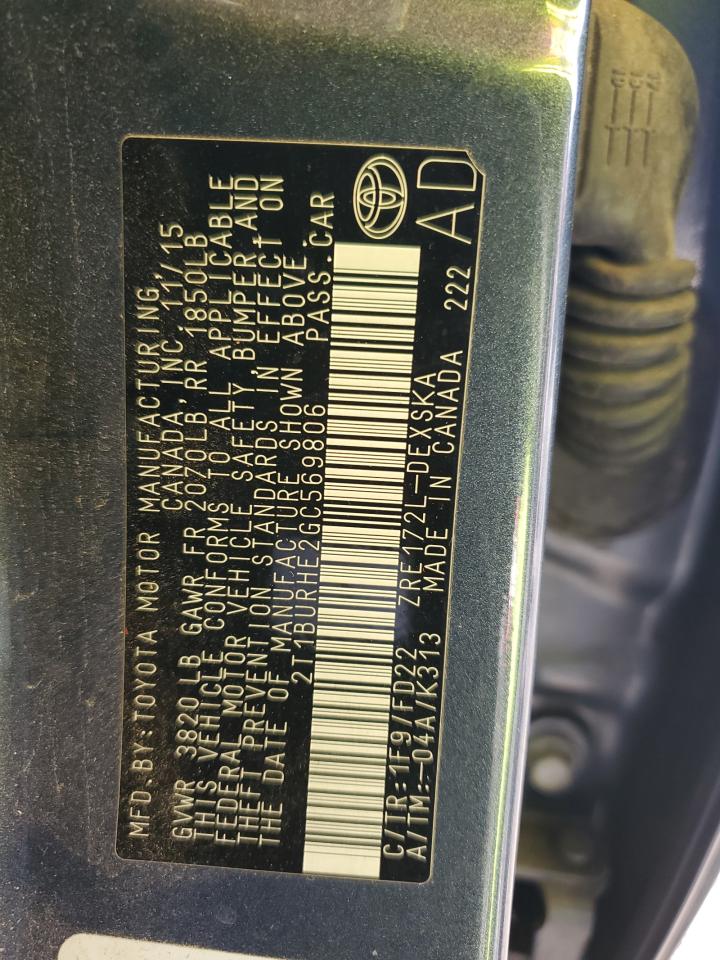 MFD.BY:TOYOTA MOTOR MANUFACTURING,
CANADA,INC. 11/15
GVWR 3820LB GAWR FR 2070LB RR 1850LB
THIS VEHICLE CONFORMS TO ALL APPLICABLE
FEDERAL MOTOR VEHICLE SAFETY, BUMPER, AND
THEFT PREVENTION STANDARDS IN EFFECT ON
THE DATE OF MANUFACTURE SHOWN ABOVE.
2T1BURHE2GC569806 PASS.CAR
C/TR:1F9/FD22 ZRE172L-DEXSKA
A/TM:-04A/K313 MADE IN CANADA 222
AD